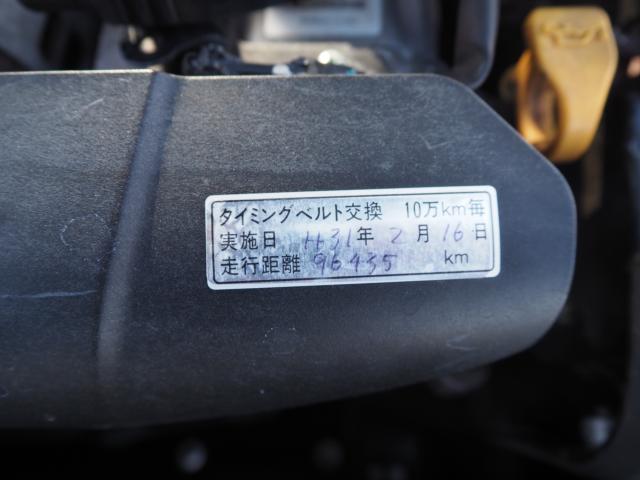 タイミングベルト交換 10万km毎
実施日 H31年 2月 16日
走行距離 96435 km